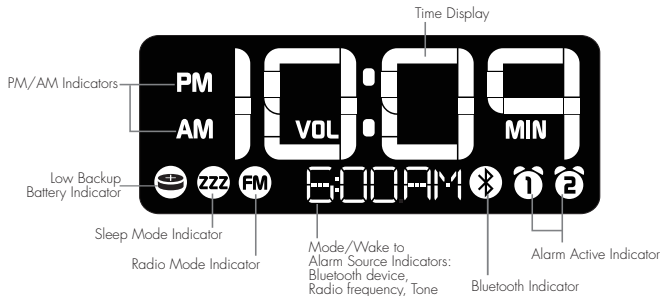 Time Display
PM/AM Indicators
PM
10:09
AM
VOL
MIN
Low Backup
Battery Indicator
zzz
FM
6:00AM
1
2
Sleep Mode Indicator
Radio Mode Indicator
Mode/Wake to
Alarm Source Indicators:
Bluetooth device,
Radio frequency, Tone
Bluetooth Indicator
Alarm Active Indicator